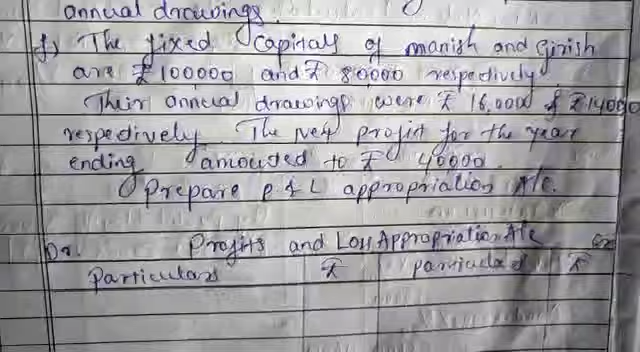 annual drawings.
f) The fixed Capitals of manish and Girish
are ₹ 100000 and ₹ 80000 respectively
Their annual drawings were ₹ 16,000 & ₹ 14000
respectively The Net profit for the year
ending amouted to ₹ 40000.
Prepare P & L appropriation A/c.
Dr. Profits and Loss Appropriation A/c Cr
Particulars ₹ particulars ₹